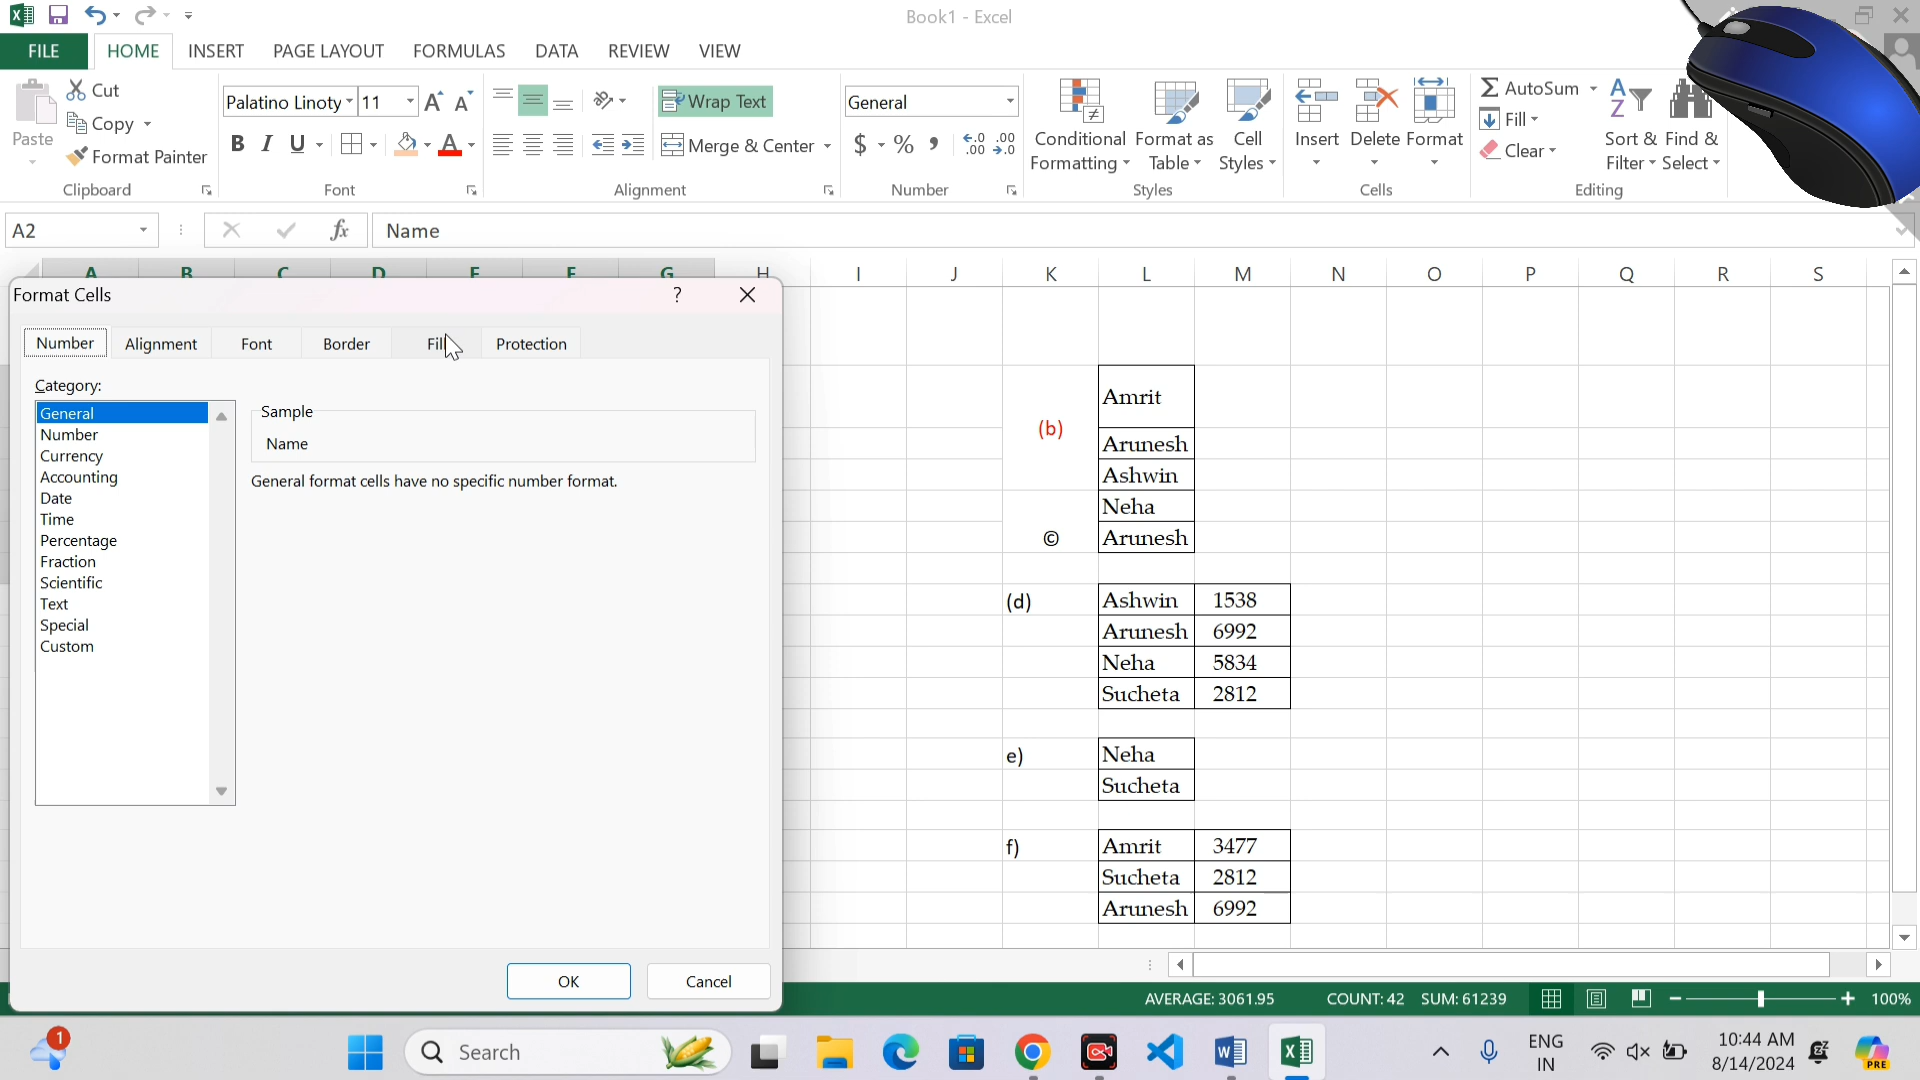 Book1 - Excel
FILE HOME INSERT PAGE LAYOUT FORMULAS DATA REVIEW VIEW
Paste
Cut
Copy
Format Painter
Clipboard
Palatino Linoty 11
B I U
Font
Wrap Text
Merge & Center
Alignment
General
$ % ,
Number
Conditional Formatting
Format as Table
Cell Styles
Styles
Insert
Delete
Format
Cells
AutoSum
Fill
Clear
Sort & Filter
Find & Select
Editing
A2
fx
Name
A B C D E F G H I J K L M N O P Q R S
Format Cells
?
Number Alignment Font Border Fill Protection
Category:
General
Number
Currency
Accounting
Date
Time
Percentage
Fraction
Scientific
Text
Special
Custom
Sample
Name
General format cells have no specific number format.
OK Cancel
Amrit
(b)
Arunesh
Ashwin
Neha
© Arunesh
(d) Ashwin 1538
Arunesh 6992
Neha 5834
Sucheta 2812
e) Neha
Sucheta
f) Amrit 3477
Sucheta 2812
Arunesh 6992
AVERAGE: 3061.95 COUNT: 42 SUM: 61239 100%
1
Search
ENG
IN
10:44 AM
8/14/2024
PRE